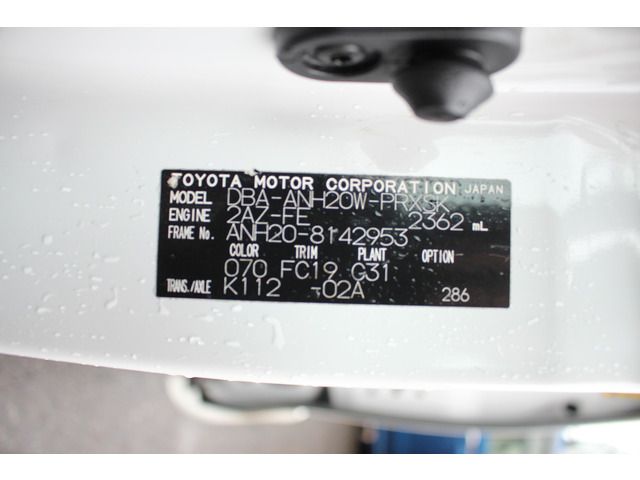 TOYOTA MOTOR CORPORATION JAPAN
MODEL DBA-ANH20W-PRXSK
ENGINE 2AZ-FE 2362 mL
FRAME No. ANH20-8142953
COLOR TRIM PLANT OPTION
070 FC19 G31
TRANS./AXLE K112 -02A 286